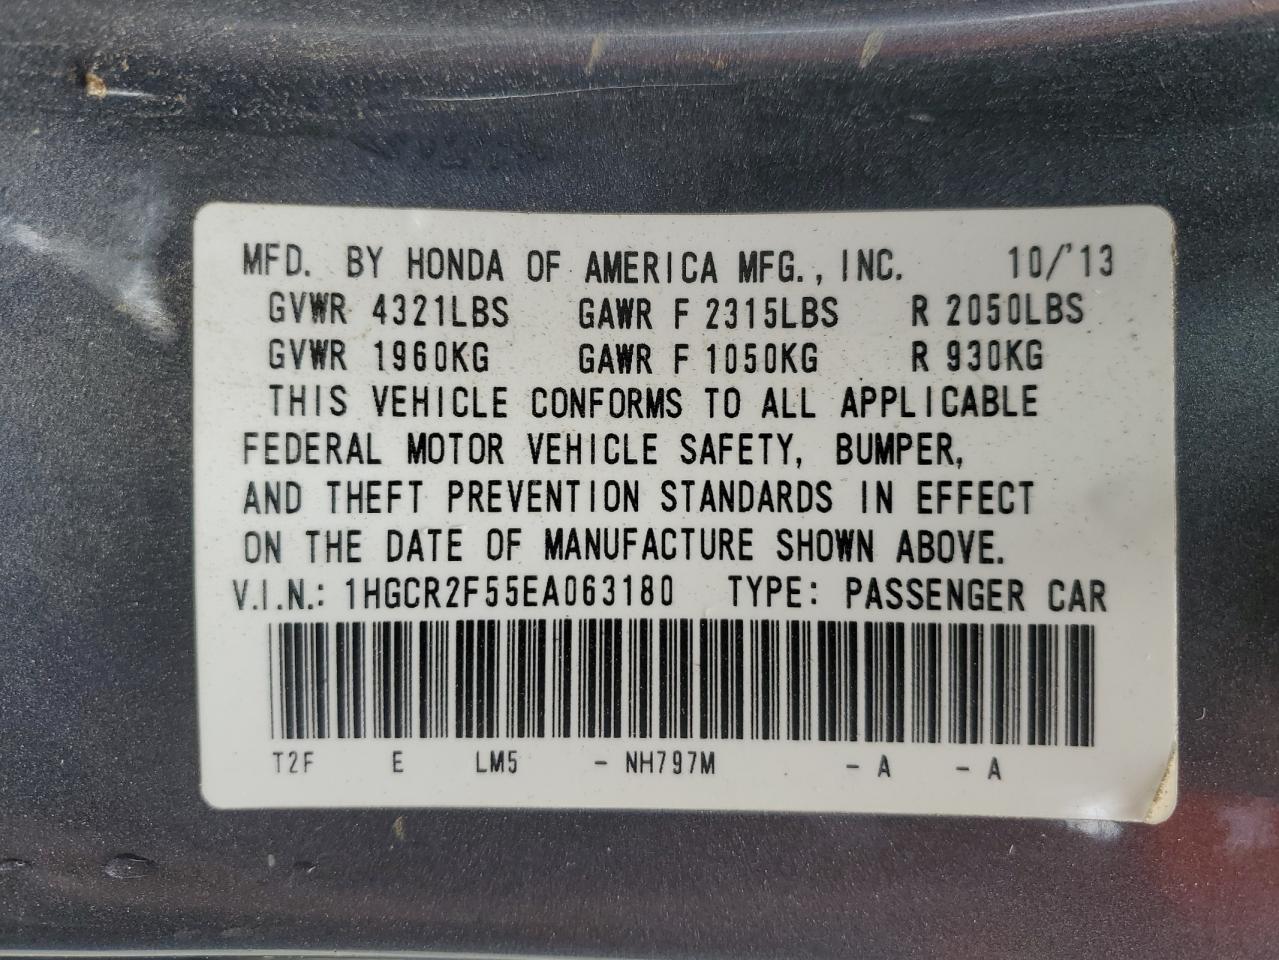 MFD. BY HONDA OF AMERICA MFG., INC. 10/'13
GVWR 4321LBS GAWR F 2315LBS R 2050LBS
GVWR 1960KG GAWR F 1050KG R 930KG
THIS VEHICLE CONFORMS TO ALL APPLICABLE
FEDERAL MOTOR VEHICLE SAFETY, BUMPER,
AND THEFT PREVENTION STANDARDS IN EFFECT
ON THE DATE OF MANUFACTURE SHOWN ABOVE.
V.I.N.: 1HGCR2F55EA063180 TYPE: PASSENGER CAR
T2F E LM5 - NH797M - A - A